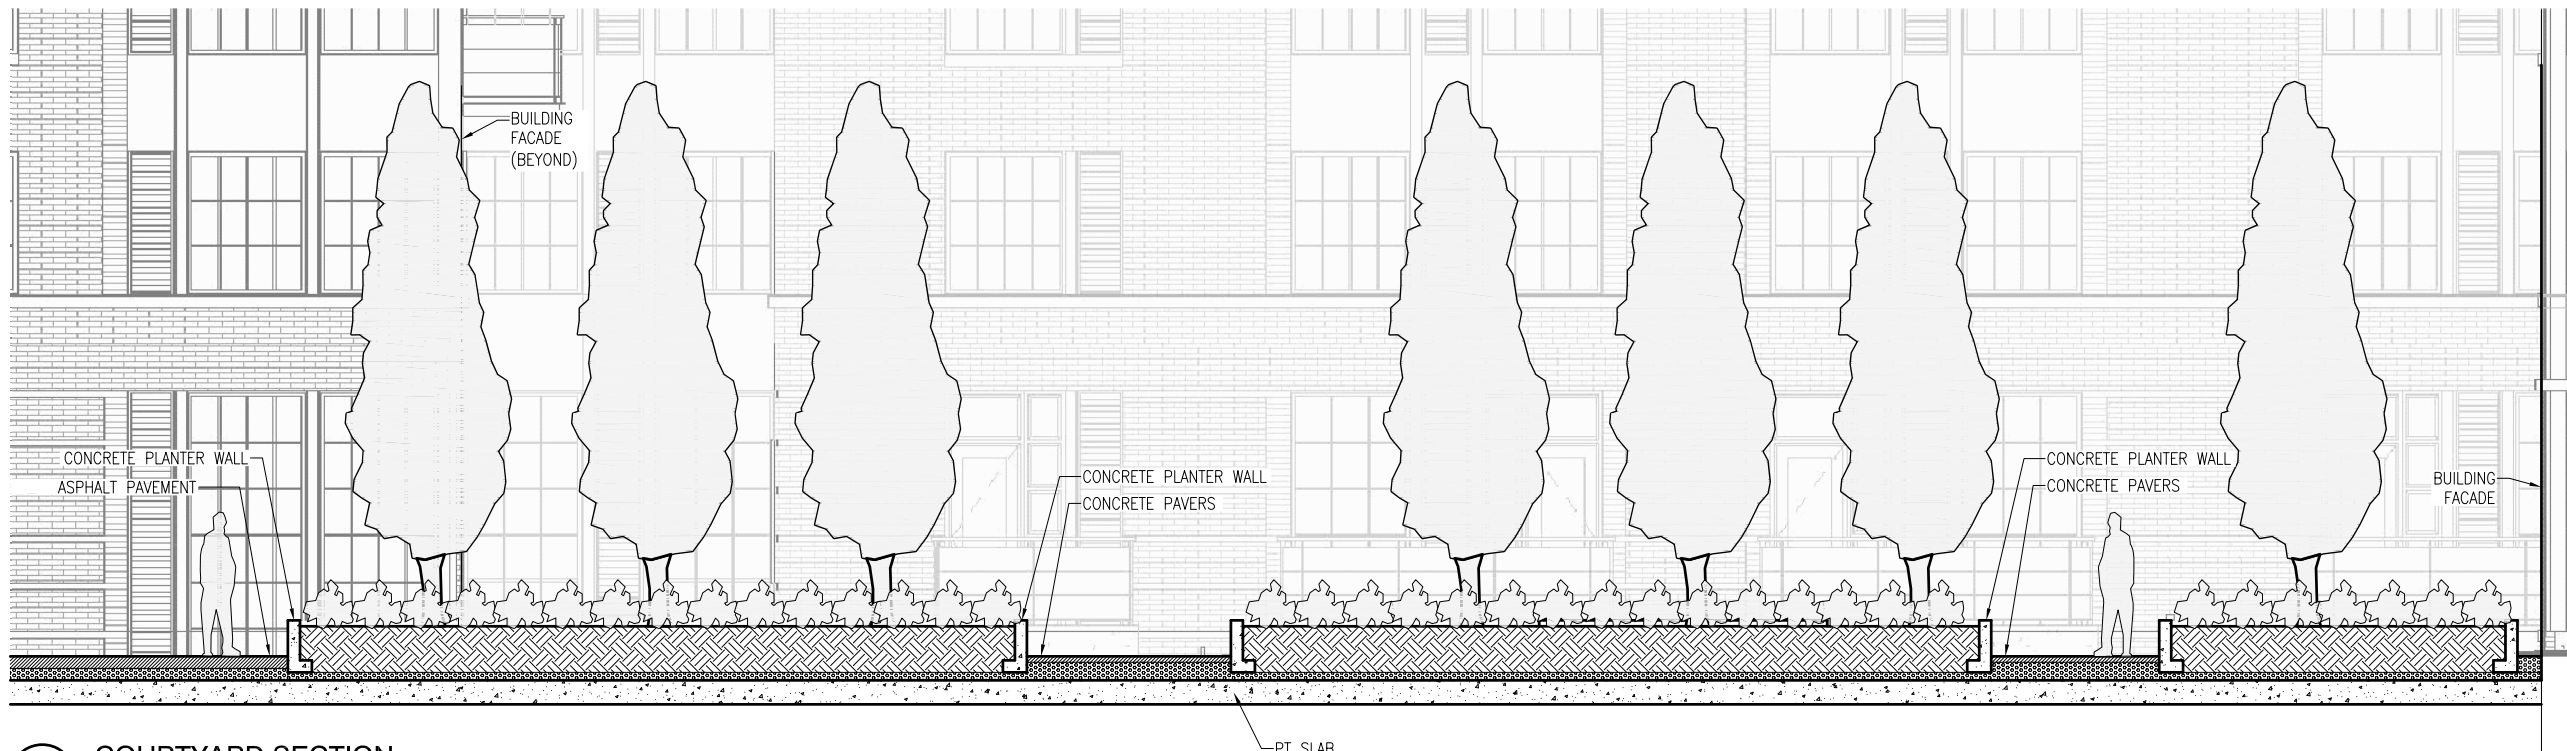 BUILDING
FACADE
(BEYOND)
CONCRETE PLANTER WALL
ASPHALT PAVEMENT
CONCRETE PLANTER WALL
CONCRETE PAVERS
CONCRETE PLANTER WALL
CONCRETE PAVERS
BUILDING
FACADE
COURTYARD SECTION
PT SLAB